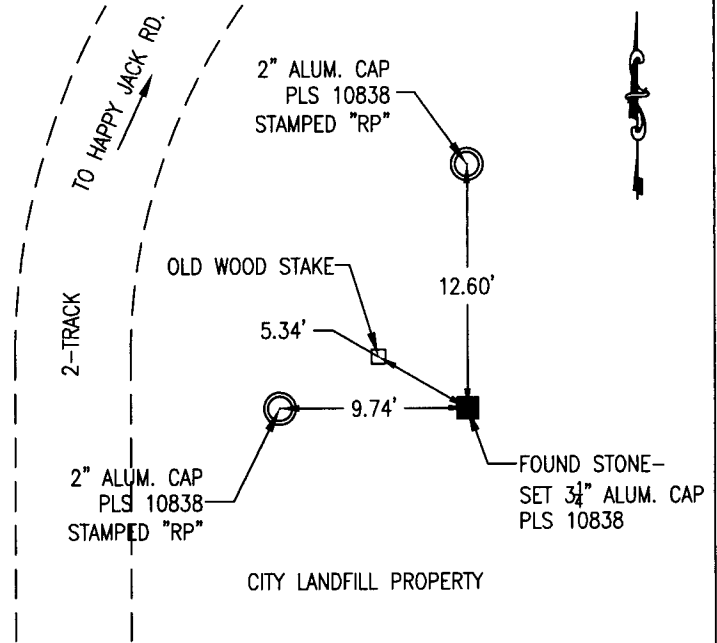 TO HAPPY JACK RD.
2" ALUM. CAP
PLS 10838
STAMPED "RP"
OLD WOOD STAKE
12.60'
5.34'
2-TRACK
9.74'
2" ALUM. CAP
PLS 10838
STAMPED "RP"
FOUND STONE-
SET 3 1/4" ALUM. CAP
PLS 10838
CITY LANDFILL PROPERTY